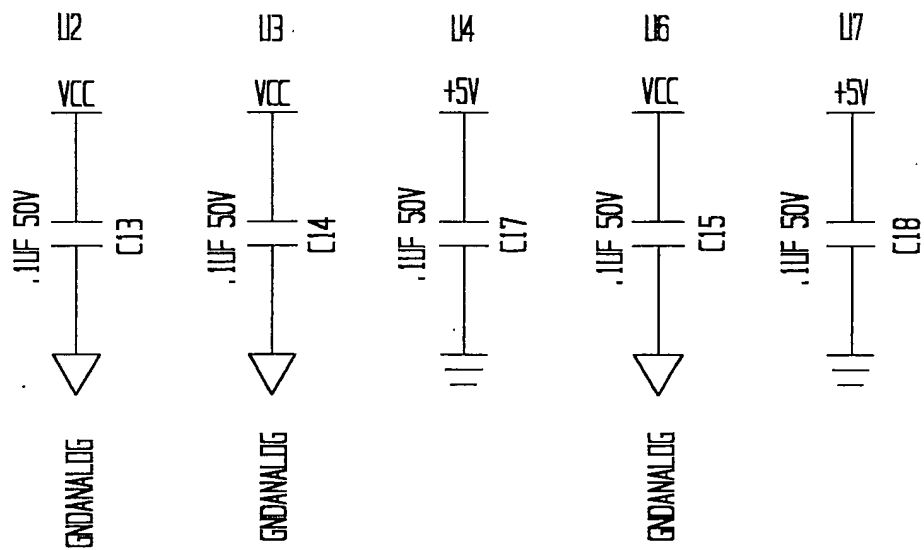 U2
U3
U4
U6
U7
VCC
VCC
+5V
VCC
+5V
.1UF 50V
C13
.1UF 50V
C14
.1UF 50V
C17
.1UF 50V
C15
.1UF 50V
C18
GNDANALOG
GNDANALOG
GNDANALOG